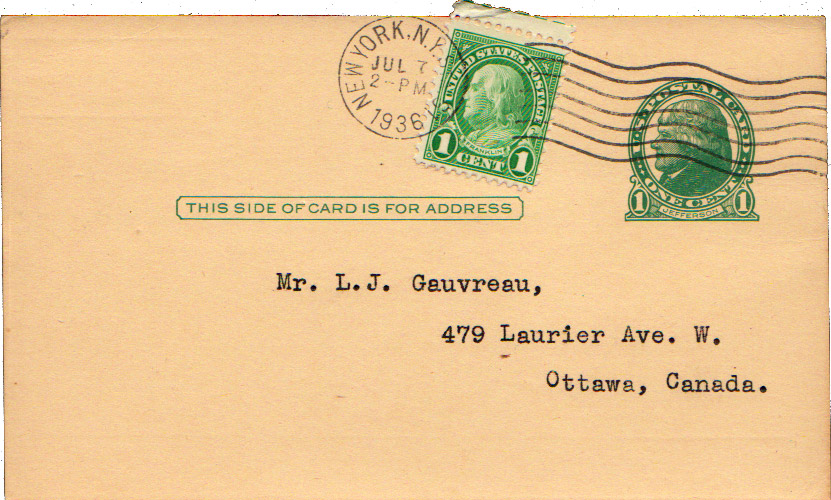 NEW YORK, N.Y.
JUL 7
2-PM
1936
UNITED STATES POSTAGE
FRANKLIN
1 CENT 1
U.S. POSTAL CARD
ONE CENT
1 JEFFERSON 1
THIS SIDE OF CARD IS FOR ADDRESS
Mr. L.J. Gauvreau,
479 Laurier Ave. W.
Ottawa, Canada.